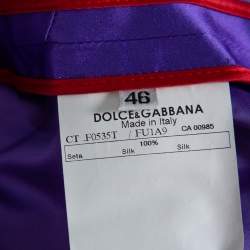 46
DOLCE&GABBANA
Made in Italy
CT .F0535T / FU1A9 CA 00985
100%
Seta Silk Silk